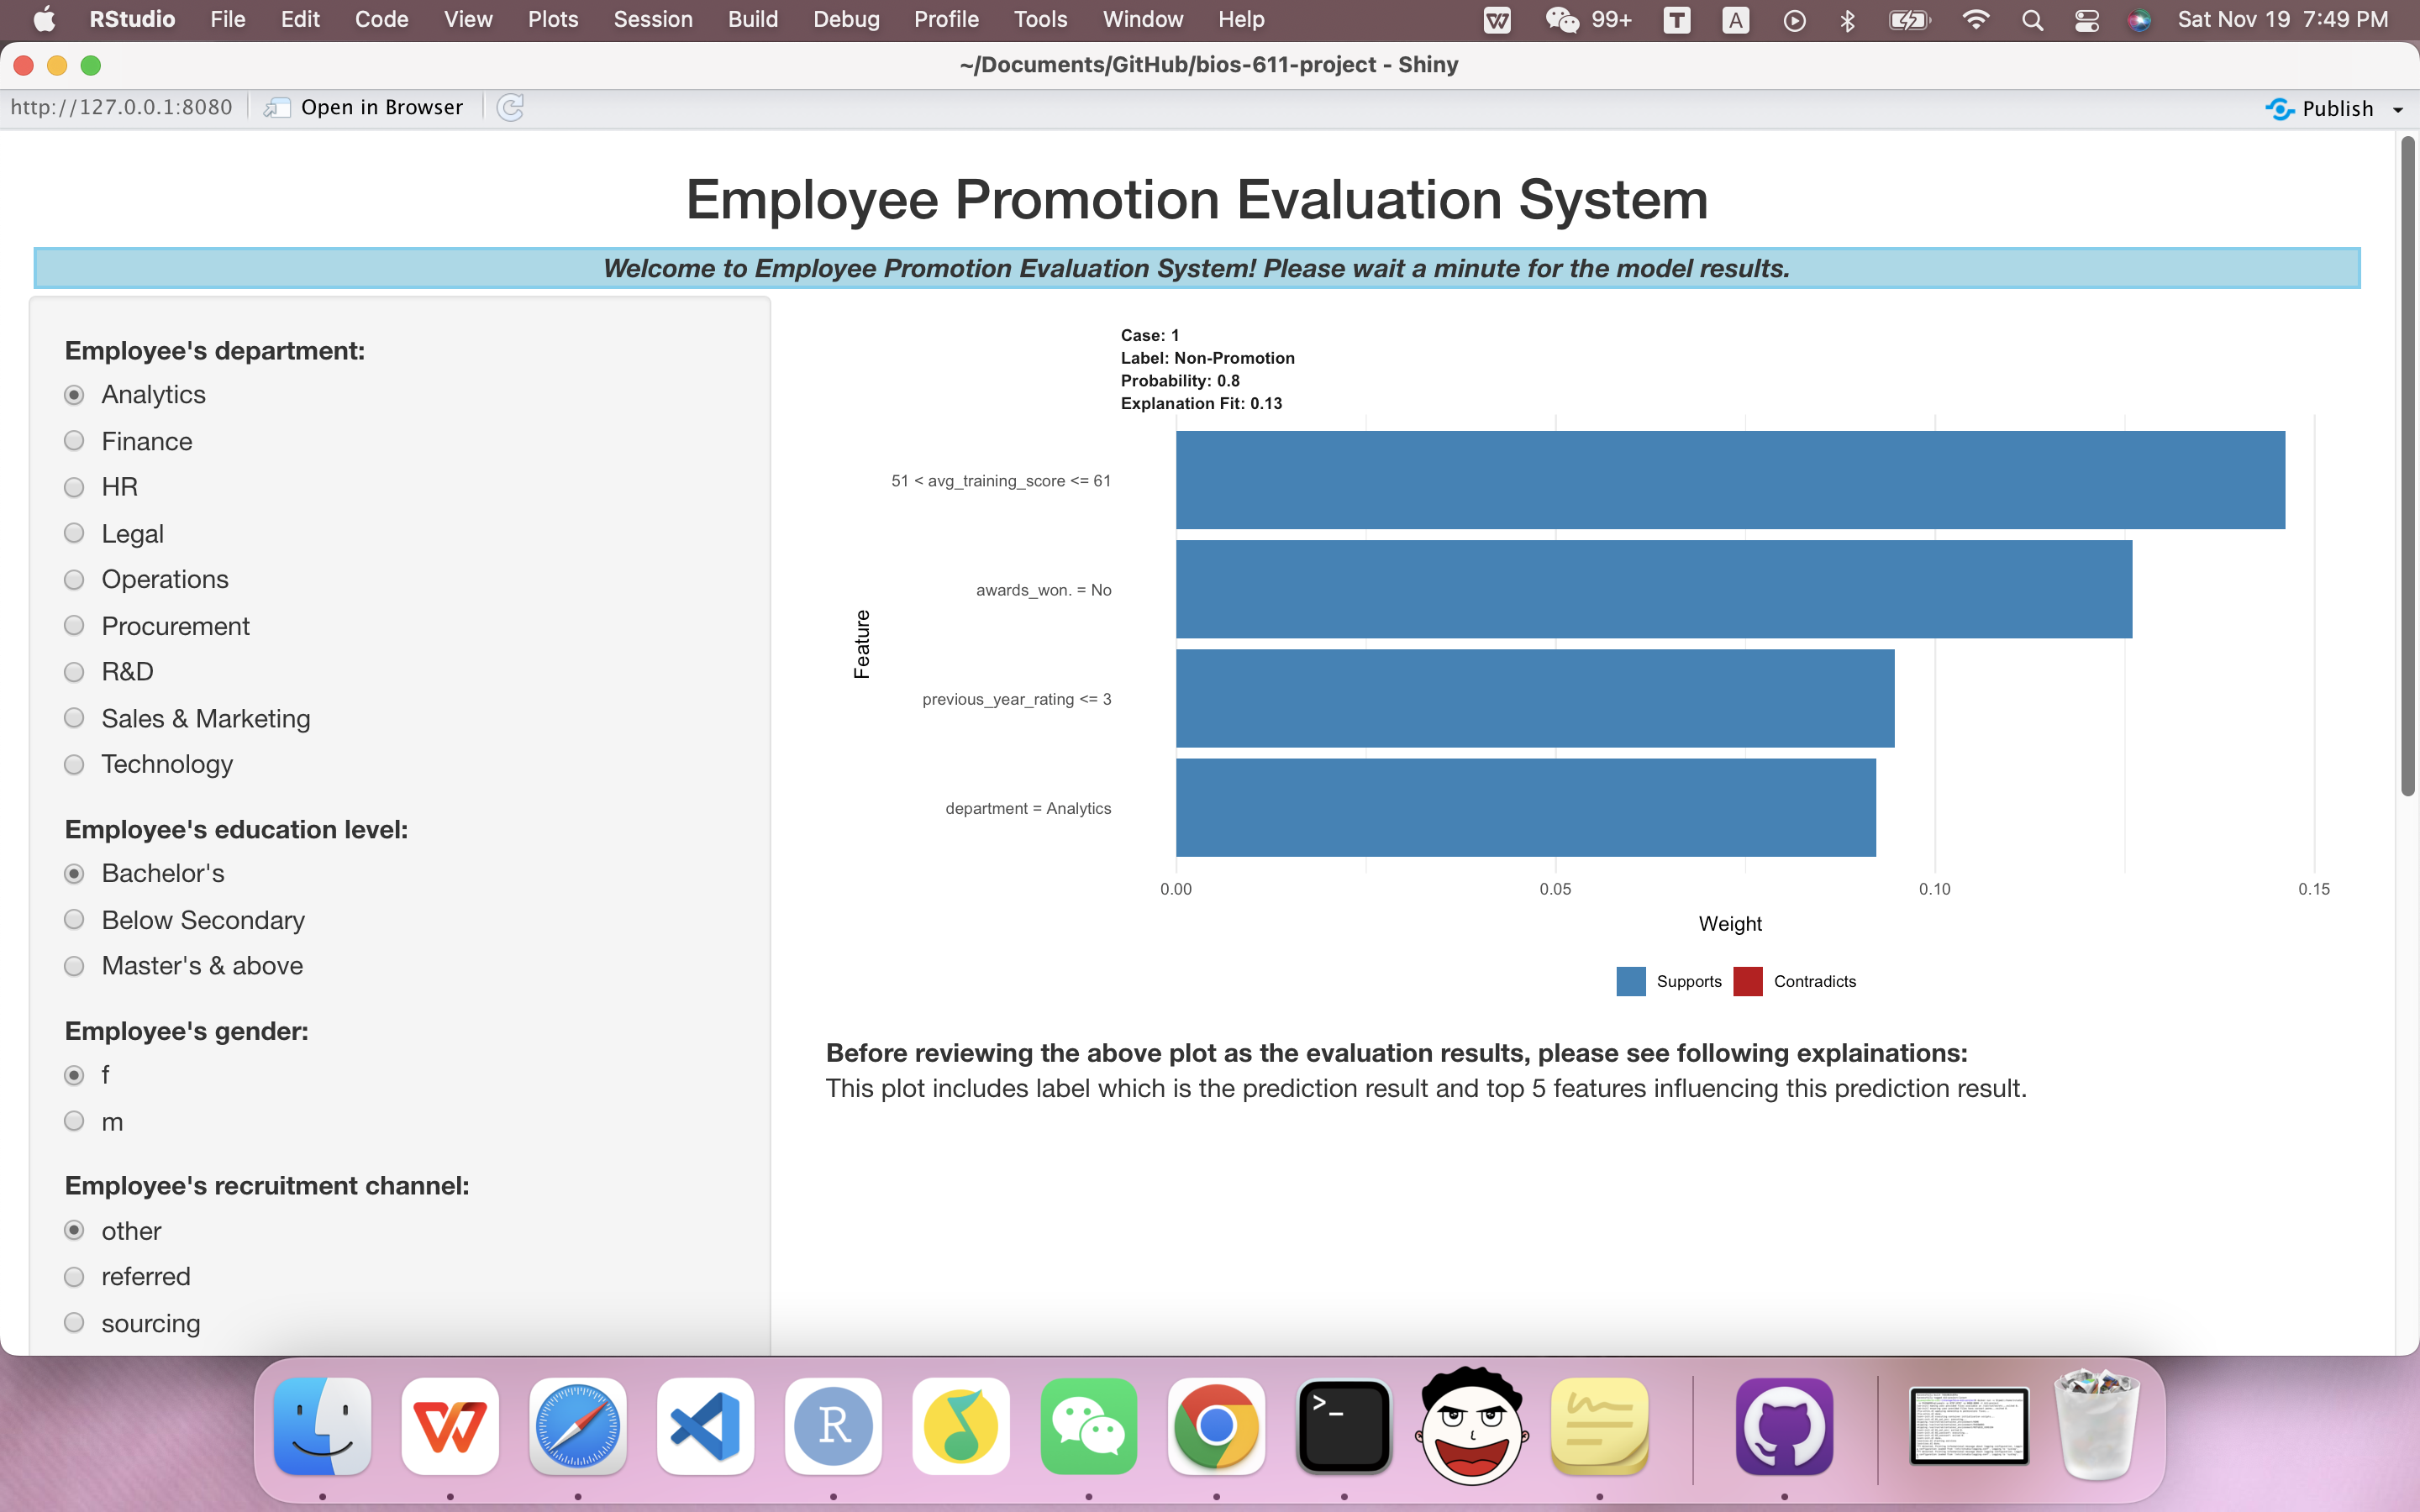 RStudio File Edit Code View Plots Session Build Debug Profile Tools Window Help 99+ T A Sat Nov 19 7:49 PM
~/Documents/GitHub/bios-611-project - Shiny
http://127.0.0.1:8080 Open in Browser Publish
Employee Promotion Evaluation System
Welcome to Employee Promotion Evaluation System! Please wait a minute for the model results.
Employee's department:
Analytics
Finance
HR
Legal
Operations
Procurement
R&D
Sales & Marketing
Technology
Employee's education level:
Bachelor's
Below Secondary
Master's & above
Employee's gender:
f
m
Employee's recruitment channel:
other
referred
sourcing
Case: 1
Label: Non-Promotion
Probability: 0.8
Explanation Fit: 0.13
Feature
51 < avg_training_score <= 61
awards_won. = No
previous_year_rating <= 3
department = Analytics
0.00 0.05 0.10 0.15
Weight
Supports Contradicts
Before reviewing the above plot as the evaluation results, please see following explainations:
This plot includes label which is the prediction result and top 5 features influencing this prediction result.
R
>_